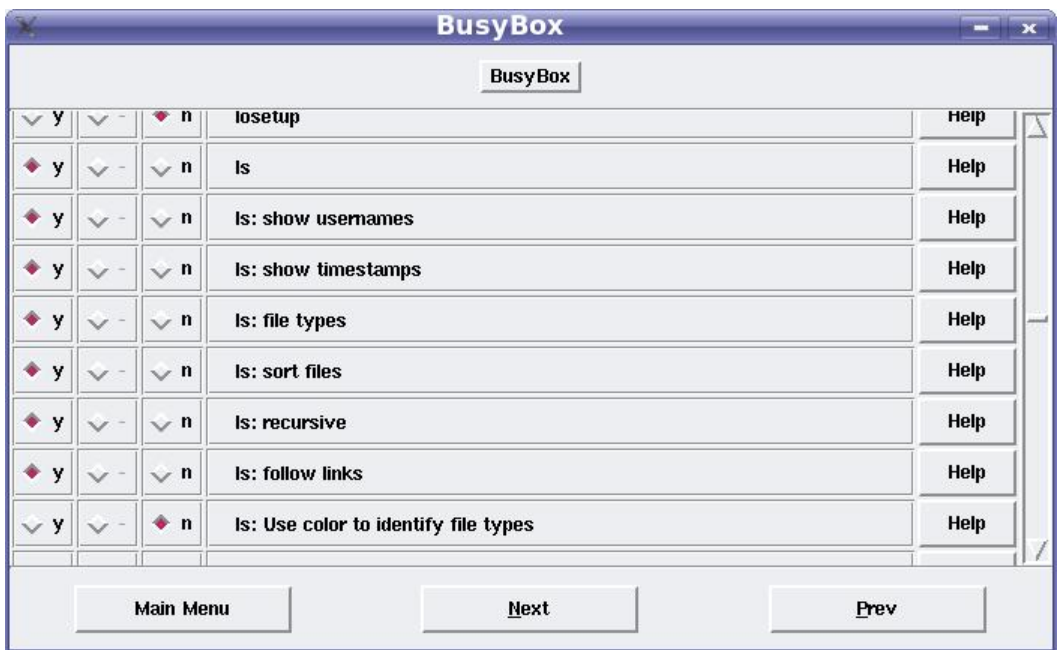 BusyBox
BusyBox
y - n losetup Help
y - n ls Help
y - n ls: show usernames Help
y - n ls: show timestamps Help
y - n ls: file types Help
y - n ls: sort files Help
y - n ls: recursive Help
y - n ls: follow links Help
y - n ls: Use color to identify file types Help
Main Menu Next Prev